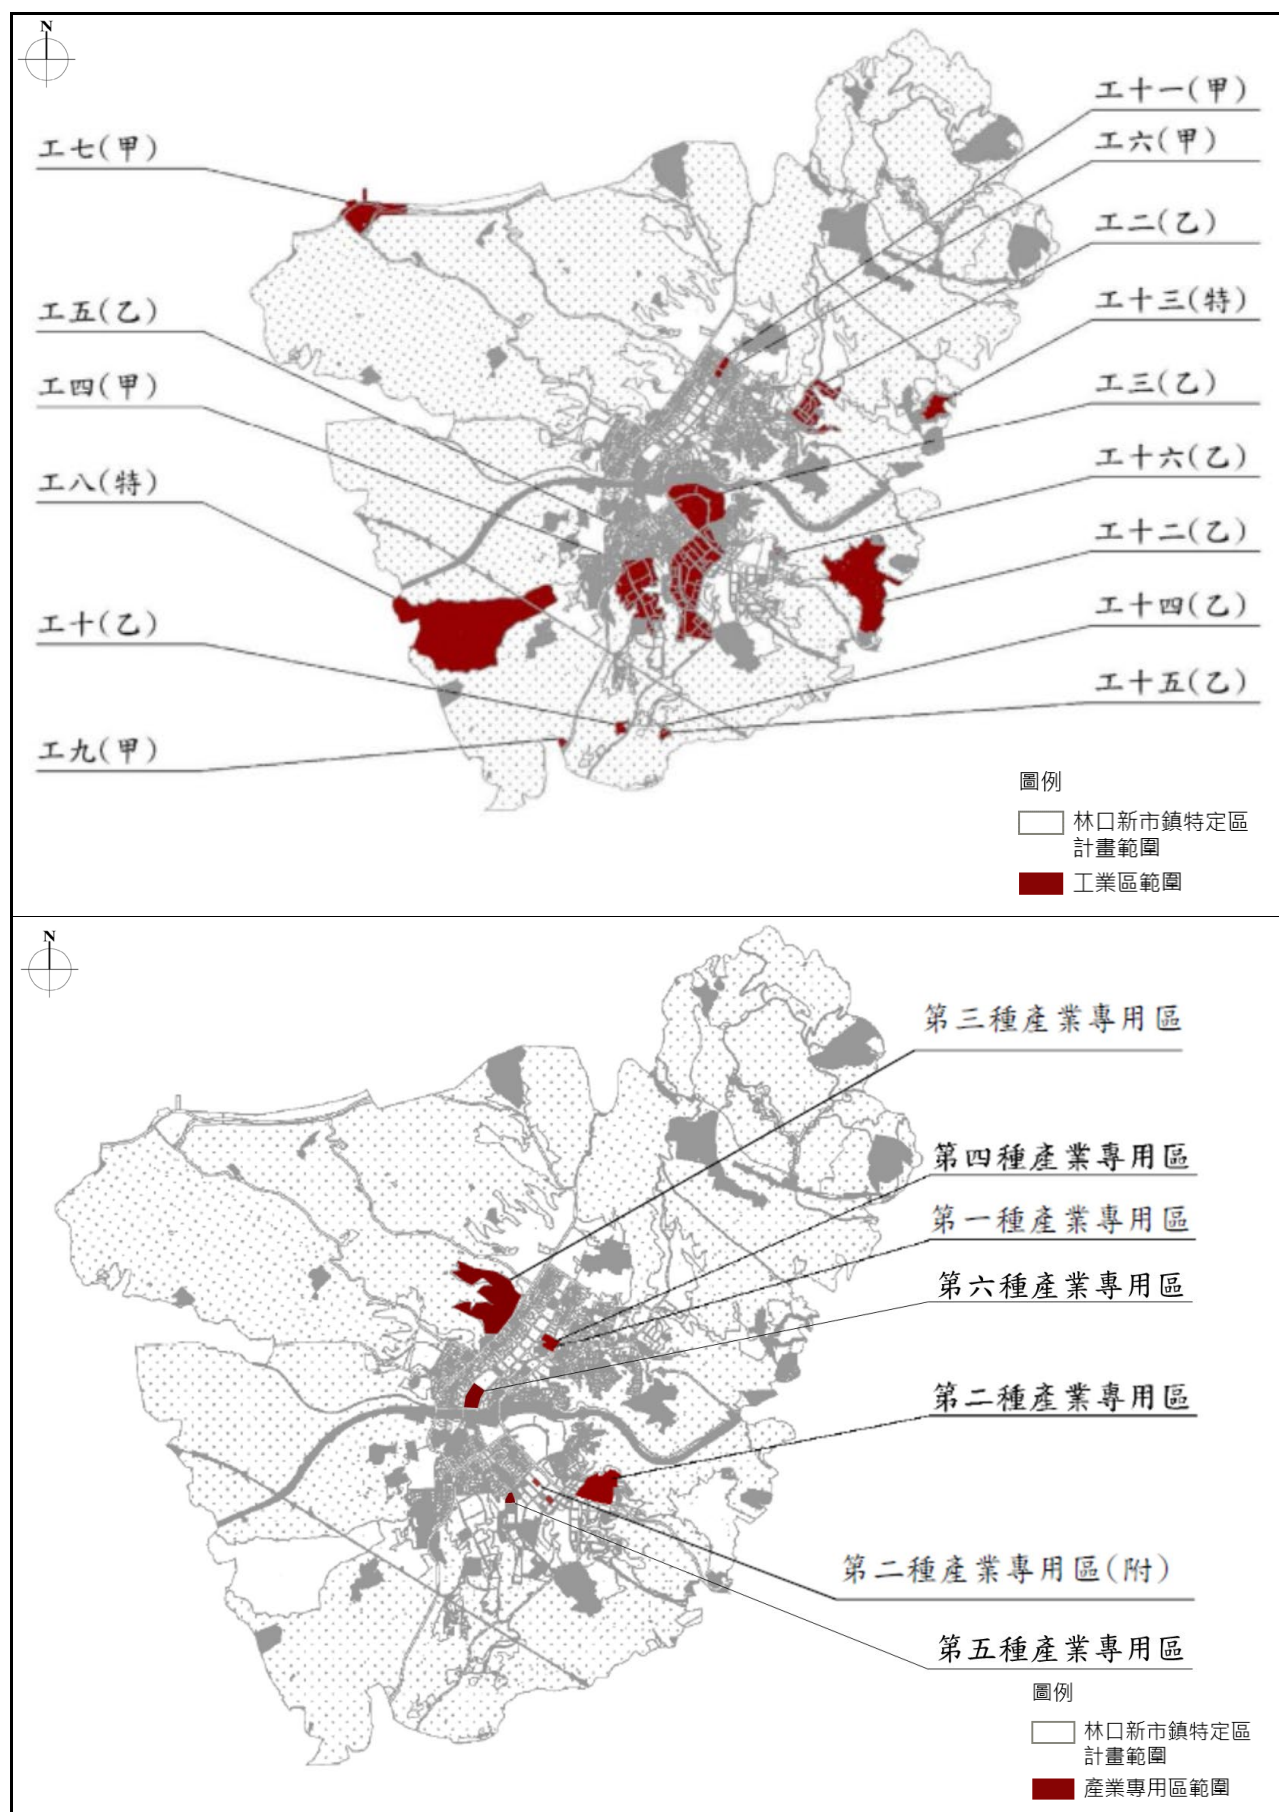 N
工十一(甲)
工六(甲)
工七(甲)
工二(乙)
工十三(特)
工五(乙)
工四(甲)
工三(乙)
工十六(乙)
工八(特)
工十二(乙)
工十四(乙)
工十(乙)
工十五(乙)
工九(甲)
圖例
林口新市鎮特定區
計畫範圍
工業區範圍
N
第三種產業專用區
第四種產業專用區
第一種產業專用區
第六種產業專用區
第二種產業專用區
第二種產業專用區(附)
第五種產業專用區
圖例
林口新市鎮特定區
計畫範圍
產業專用區範圍